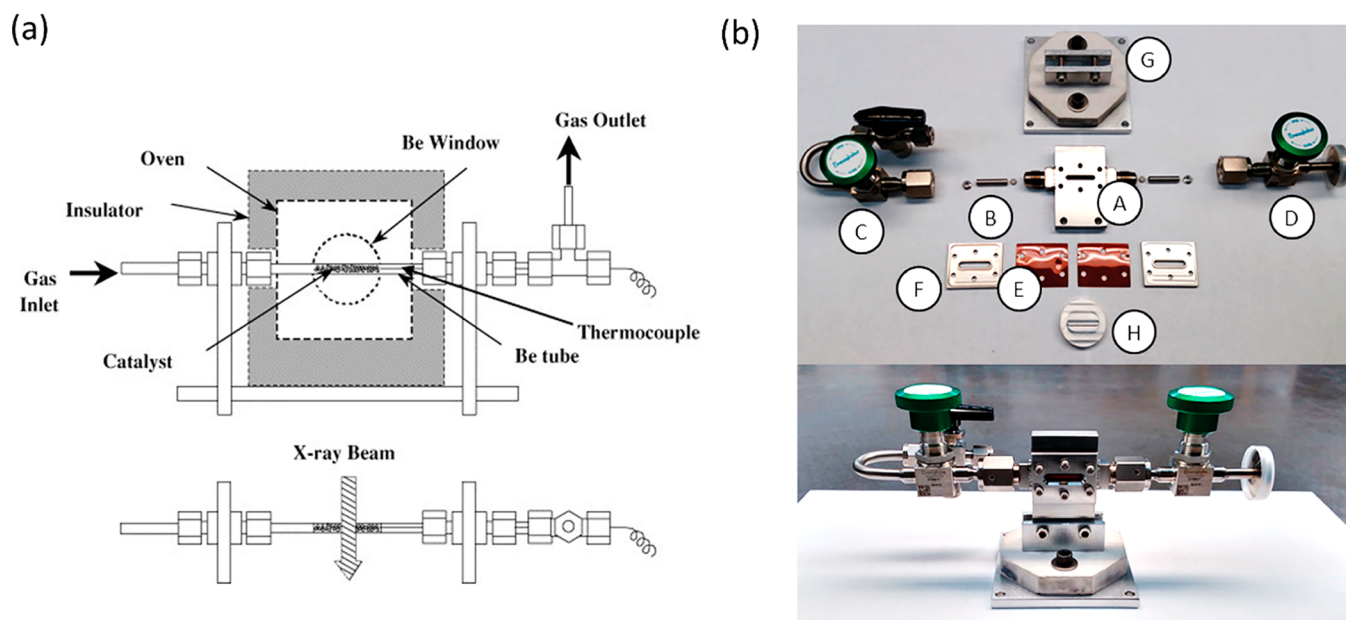 (a)
Gas Outlet
Be Window
Oven
Insulator
Gas
Inlet
Thermocouple
Catalyst
Be tube
X-ray Beam
(b)
G
A
B
C
D
F
E
H